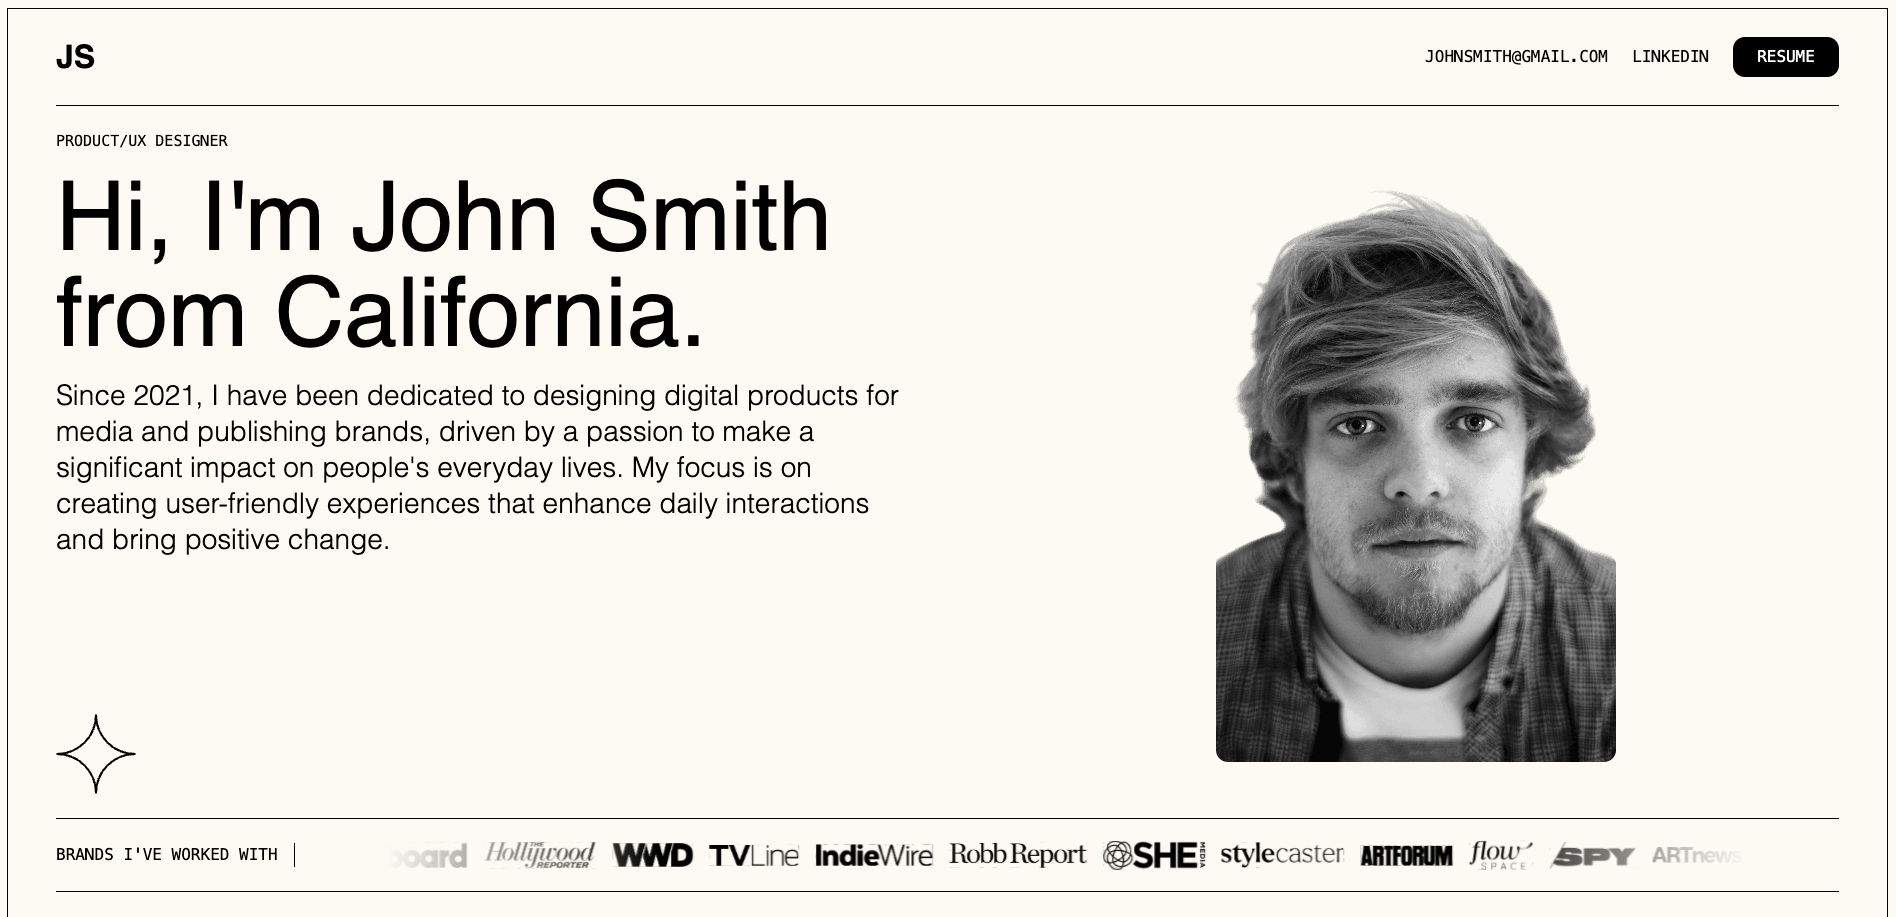 JS
JOHNSMITH@GMAIL.COM LINKEDIN RESUME
PRODUCT/UX DESIGNER
Hi, I'm John Smith
from California.
Since 2021, I have been dedicated to designing digital products for
media and publishing brands, driven by a passion to make a
significant impact on people's everyday lives. My focus is on
creating user-friendly experiences that enhance daily interactions
and bring positive change.
BRANDS I'VE WORKED WITH
board
THE Hollywood REPORTER
WWD
TVLine
IndieWire
Robb Report
SHE MEDIA
stylecaster
ARTFORUM
flow SPACE
SPY
ARTnews